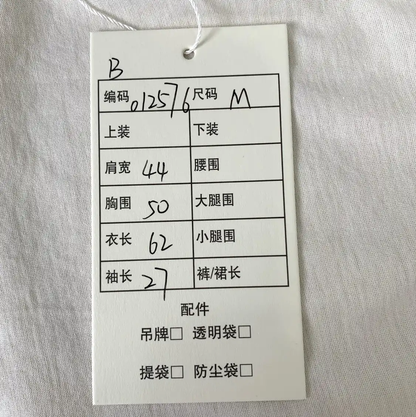 B
编码 012576 尺码 M
上装 下装
肩宽 44 腰围
胸围 50 大腿围
衣长 62 小腿围
袖长 27 裤/裙长
配件
吊牌□ 透明袋□
提袋□ 防尘袋□